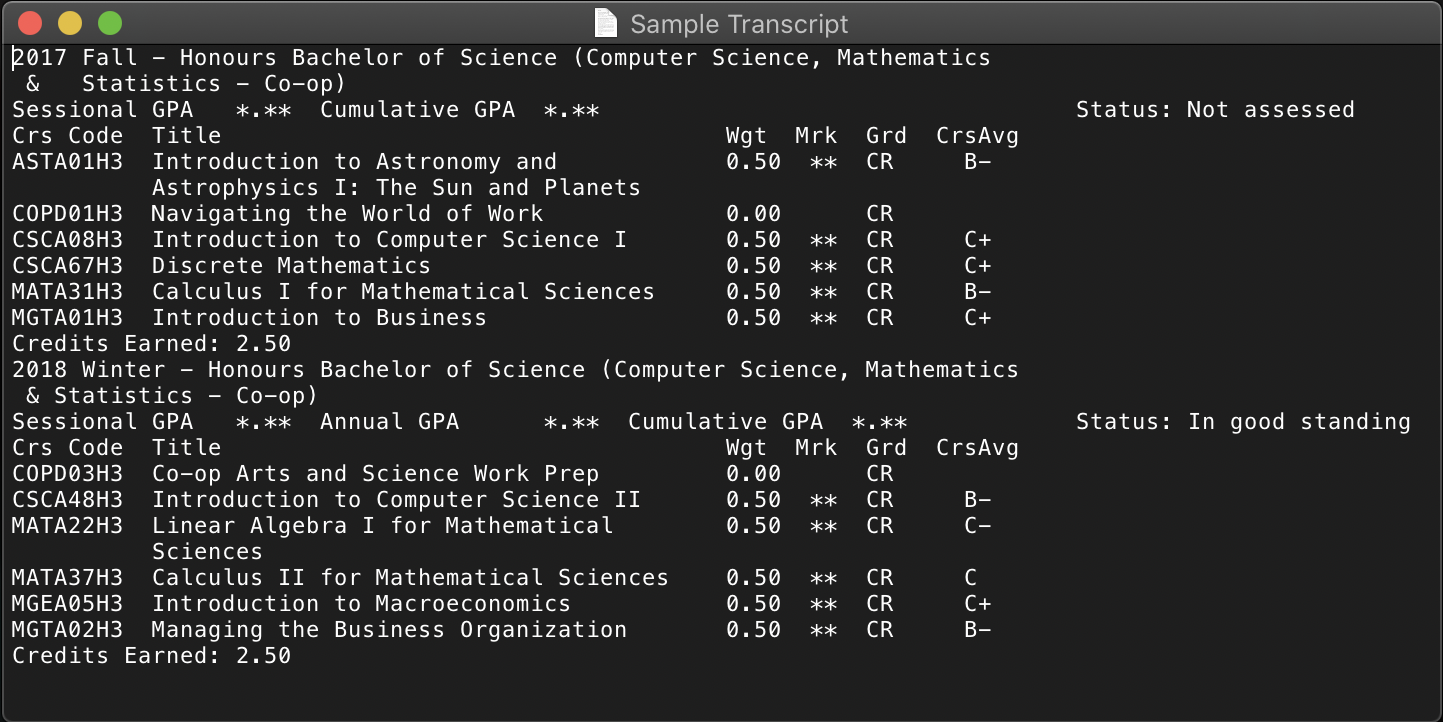 Sample Transcript
2017 Fall – Honours Bachelor of Science (Computer Science, Mathematics
 &   Statistics – Co-op)
Sessional GPA   *.**  Cumulative GPA  *.**                                  Status: Not assessed
Crs Code  Title                                    Wgt  Mrk  Grd  CrsAvg
ASTA01H3  Introduction to Astronomy and            0.50  **  CR     B-
          Astrophysics I: The Sun and Planets
COPD01H3  Navigating the World of Work             0.00      CR
CSCA08H3  Introduction to Computer Science I       0.50  **  CR     C+
CSCA67H3  Discrete Mathematics                     0.50  **  CR     C+
MATA31H3  Calculus I for Mathematical Sciences     0.50  **  CR     B-
MGTA01H3  Introduction to Business                 0.50  **  CR     C+
Credits Earned: 2.50
2018 Winter – Honours Bachelor of Science (Computer Science, Mathematics
 & Statistics – Co-op)
Sessional GPA   *.**  Annual GPA      *.**  Cumulative GPA  *.**            Status: In good standing
Crs Code  Title                                    Wgt  Mrk  Grd  CrsAvg
COPD03H3  Co-op Arts and Science Work Prep         0.00      CR
CSCA48H3  Introduction to Computer Science II      0.50  **  CR     B-
MATA22H3  Linear Algebra I for Mathematical        0.50  **  CR     C-
          Sciences
MATA37H3  Calculus II for Mathematical Sciences    0.50  **  CR     C
MGEA05H3  Introduction to Macroeconomics           0.50  **  CR     C+
MGTA02H3  Managing the Business Organization       0.50  **  CR     B-
Credits Earned: 2.50